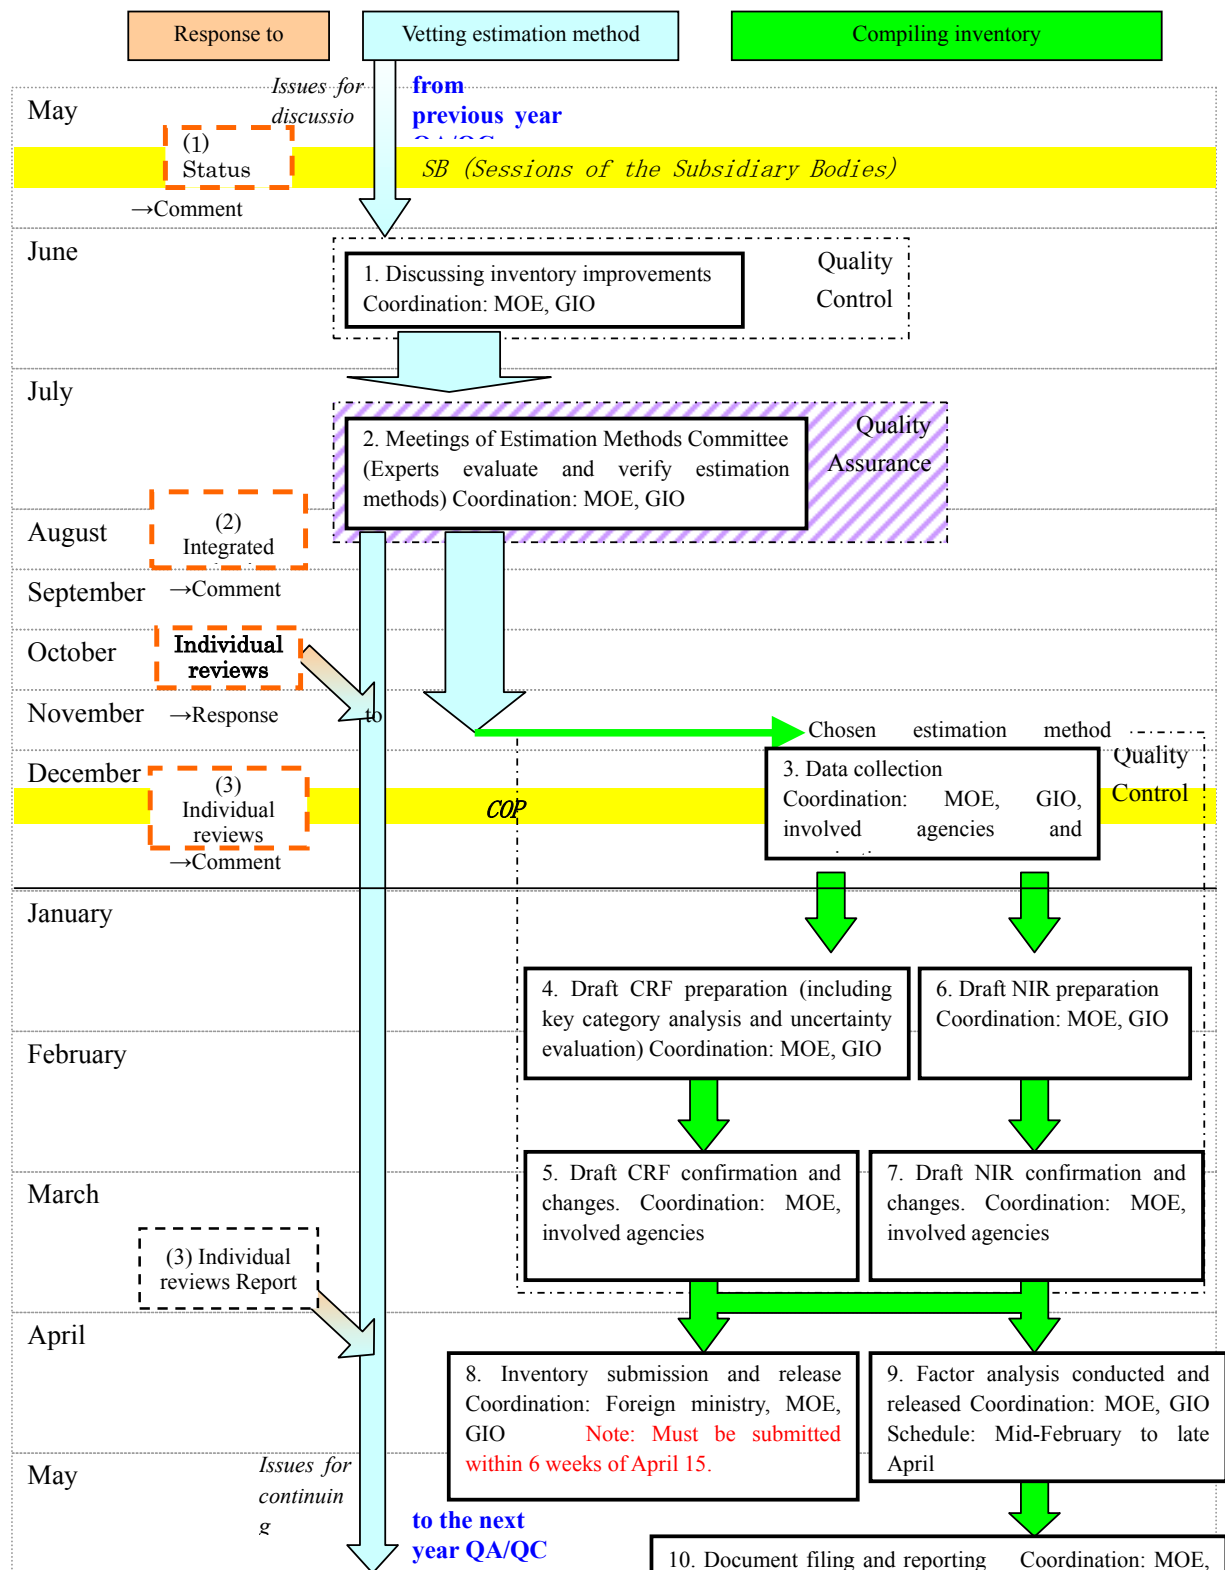 Response to
Vetting estimation method
Compiling inventory
Issues for
discussio
from
previous year
May
(1)
Status
SB (Sessions of the Subsidiary Bodies)
→Comment
June
1. Discussing inventory improvements
Coordination: MOE, GIO
Quality
Control
July
2. Meetings of Estimation Methods Committee
(Experts evaluate and verify estimation
methods) Coordination: MOE, GIO
Quality
Assurance
August
(2)
Integrated
September
→Comment
October
Individual
reviews
November
→Response
to
Chosen estimation method
December
(3)
Individual
reviews
→Comment
COP
3. Data collection
Coordination: MOE, GIO,
involved agencies and
Quality
Control
January
4. Draft CRF preparation (including
key category analysis and uncertainty
evaluation) Coordination: MOE, GIO
6. Draft NIR preparation
Coordination: MOE, GIO
February
5. Draft CRF confirmation and
changes. Coordination: MOE,
involved agencies
7. Draft NIR confirmation and
changes. Coordination: MOE,
involved agencies
March
(3) Individual
reviews Report
April
8. Inventory submission and release
Coordination: Foreign ministry, MOE,
GIO Note: Must be submitted
within 6 weeks of April 15.
9. Factor analysis conducted and
released Coordination: MOE, GIO
Schedule: Mid-February to late
April
May
Issues for
continuin
g
to the next
year QA/QC
10. Document filing and reporting Coordination: MOE,